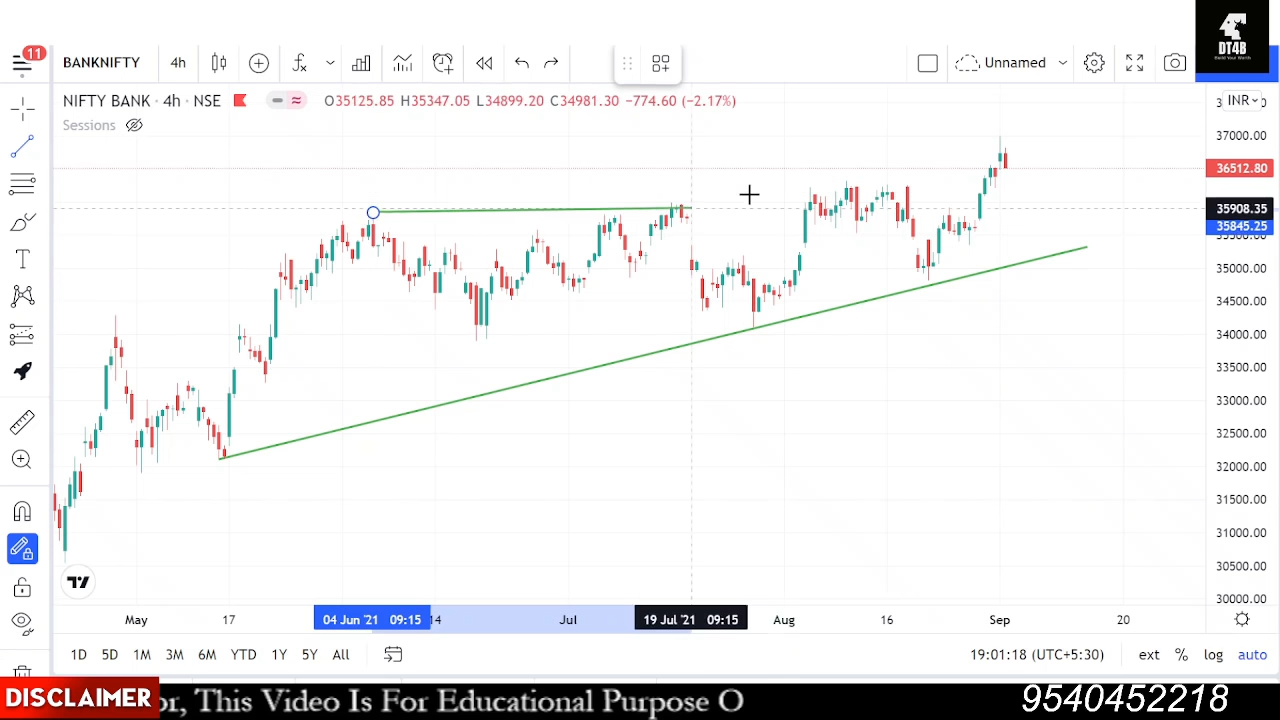 DT4B
Build Your Worth
11
BANKNIFTY
4h
Unnamed
NIFTY BANK · 4h · NSE
O35125.85 H35347.05 L34899.20 C34981.30 −774.60 (−2.17%)
INR
Sessions
37000.00
36512.80
35908.35
35845.25
35000.00
34500.00
34000.00
33500.00
33000.00
32500.00
32000.00
31500.00
31000.00
30500.00
30000.00
May
17
04 Jun '21 09:15
14
Jul
19 Jul '21 09:15
Aug
16
Sep
20
1D 5D 1M 3M 6M YTD 1Y 5Y All
19:01:18 (UTC+5:30)
ext % log auto
DISCLAIMER
or, This Video Is For Educational Purpose O
9540452218